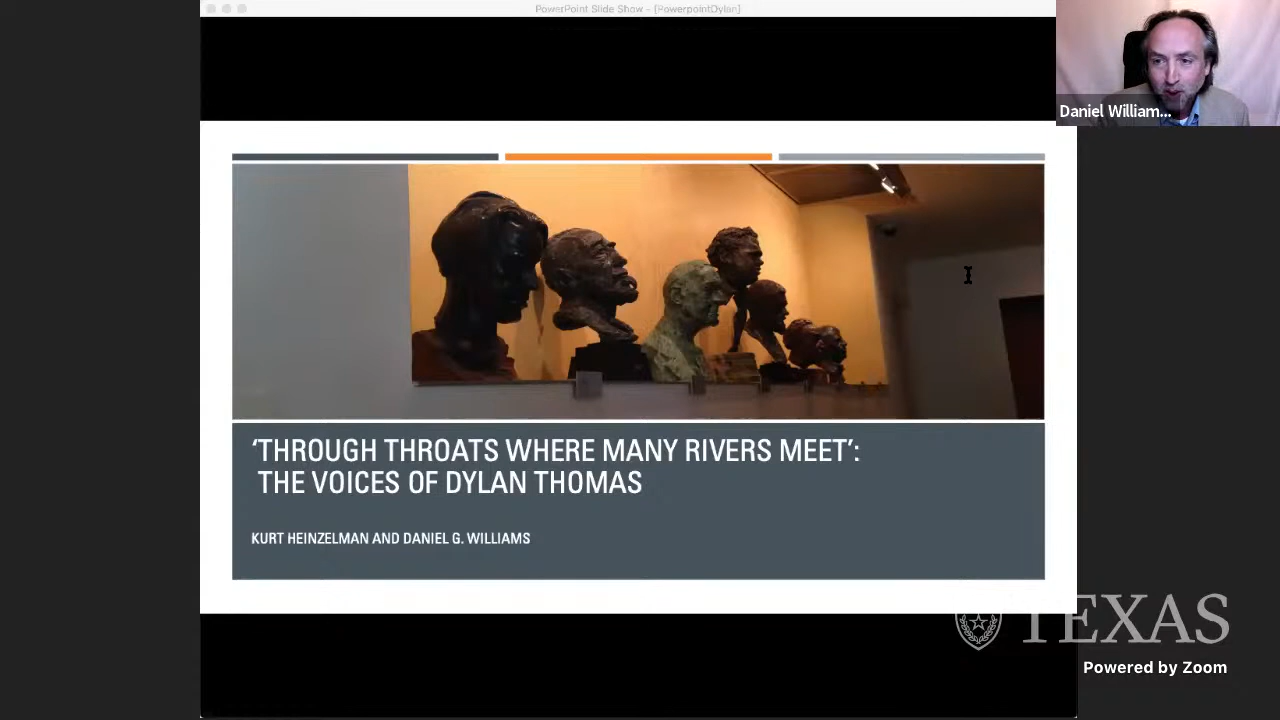 PowerPoint Slide Show - [PowerpointDylan]
Daniel William...
‘THROUGH THROATS WHERE MANY RIVERS MEET’:
THE VOICES OF DYLAN THOMAS
KURT HEINZELMAN AND DANIEL G. WILLIAMS
TEXAS
Powered by Zoom